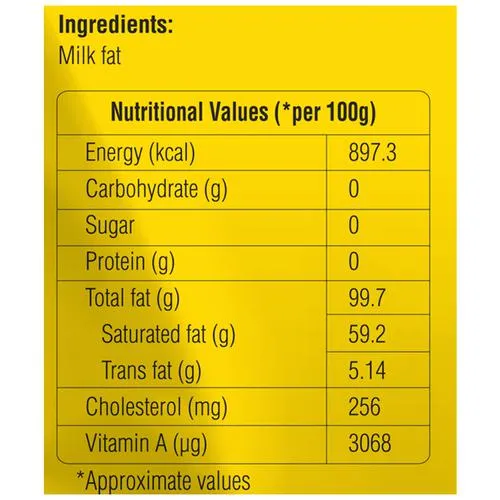 Ingredients:
Milk fat
Nutritional Values (*per 100g)
Energy (kcal) 897.3
Carbohydrate (g) 0
Sugar 0
Protein (g) 0
Total fat (g) 99.7
Saturated fat (g) 59.2
Trans fat (g) 5.14
Cholesterol (mg) 256
Vitamin A (µg) 3068
*Approximate values